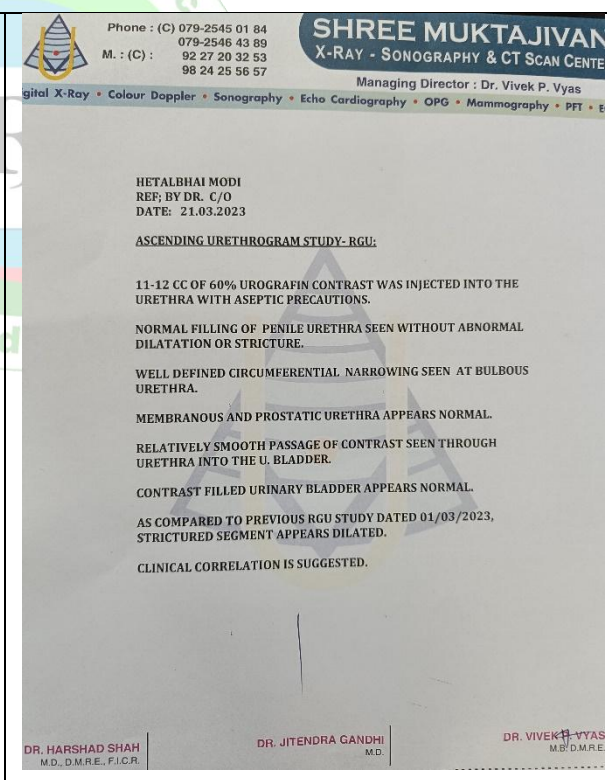 Phone : (C) 079-2545 01 84
079-2546 43 89
M. : (C) : 92 27 20 32 53
98 24 25 56 57
SHREE MUKTAJIVAN
X-RAY - SONOGRAPHY & CT SCAN CENTE
Managing Director : Dr. Vivek P. Vyas
gital X-Ray • Colour Doppler • Sonography • Echo Cardiography • OPG • Mammography • PFT • E
HETALBHAI MODI
REF; BY DR. C/O
DATE: 21.03.2023
ASCENDING URETHROGRAM STUDY- RGU:
11-12 CC OF 60% UROGRAFIN CONTRAST WAS INJECTED INTO THE
URETHRA WITH ASEPTIC PRECAUTIONS.
NORMAL FILLING OF PENILE URETHRA SEEN WITHOUT ABNORMAL
DILATATION OR STRICTURE.
WELL DEFINED CIRCUMFERENTIAL NARROWING SEEN AT BULBOUS
URETHRA.
MEMBRANOUS AND PROSTATIC URETHRA APPEARS NORMAL.
RELATIVELY SMOOTH PASSAGE OF CONTRAST SEEN THROUGH
URETHRA INTO THE U. BLADDER.
CONTRAST FILLED URINARY BLADDER APPEARS NORMAL.
AS COMPARED TO PREVIOUS RGU STUDY DATED 01/03/2023,
STRICTURED SEGMENT APPEARS DILATED.
CLINICAL CORRELATION IS SUGGESTED.
DR. HARSHAD SHAH
M.D., D.M.R.E., F.I.C.R.
DR. JITENDRA GANDHI
M.D.
DR. VIVEK P. VYAS
M.B. D.M.R.E.